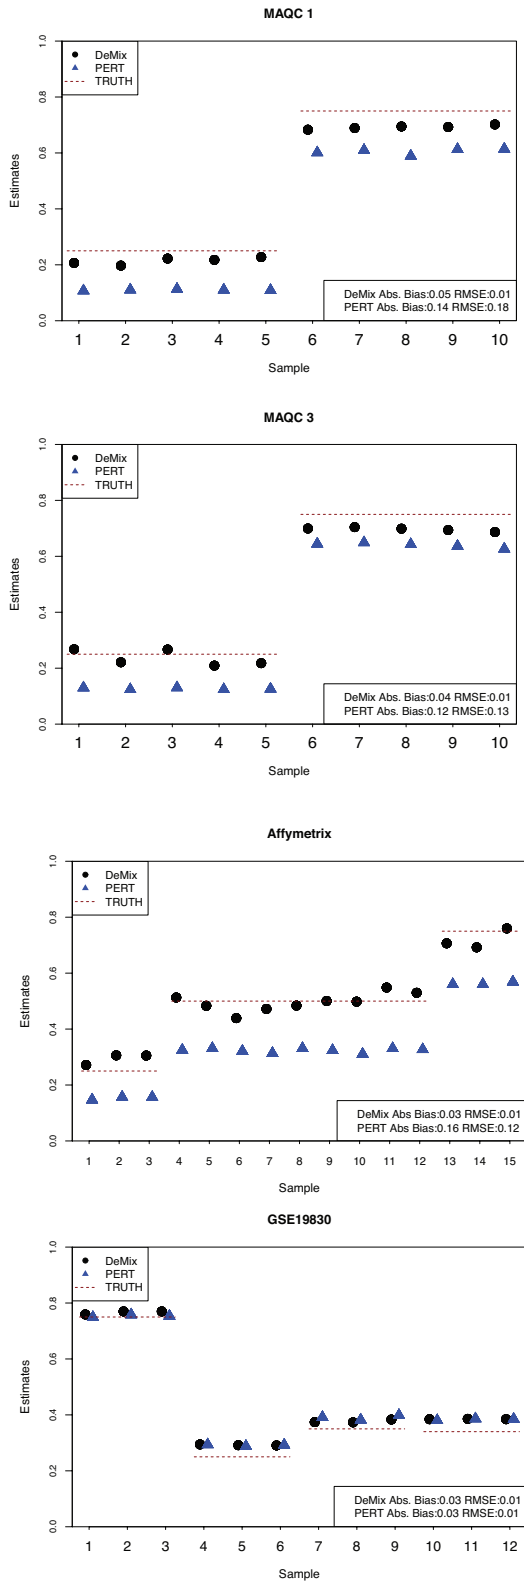 MAQC 1
1.0
DeMix
PERT
TRUTH
0.8
0.6
Estimates
0.4
0.2
DeMix Abs. Bias:0.05 RMSE:0.01
PERT Abs. Bias:0.14 RMSE:0.18
0.0
1 2 3 4 5 6 7 8 9 10
Sample
MAQC 3
1.0
DeMix
PERT
TRUTH
0.8
0.6
Estimates
0.4
0.2
DeMix Abs. Bias:0.04 RMSE:0.01
PERT Abs. Bias:0.12 RMSE:0.13
0.0
1 2 3 4 5 6 7 8 9 10
Sample
Affymetrix
1.0
DeMix
PERT
TRUTH
0.8
0.6
Estimates
0.4
0.2
DeMix Abs Bias:0.03 RMSE:0.01
PERT Abs Bias:0.16 RMSE:0.12
0.0
1 2 3 4 5 6 7 8 9 10 11 12 13 14 15
Sample
GSE19830
1.0
DeMix
PERT
TRUTH
0.8
0.6
Estimates
0.4
0.2
DeMix Abs. Bias:0.03 RMSE:0.01
PERT Abs. Bias:0.03 RMSE:0.01
0.0
1 2 3 4 5 6 7 8 9 10 11 12
Sample